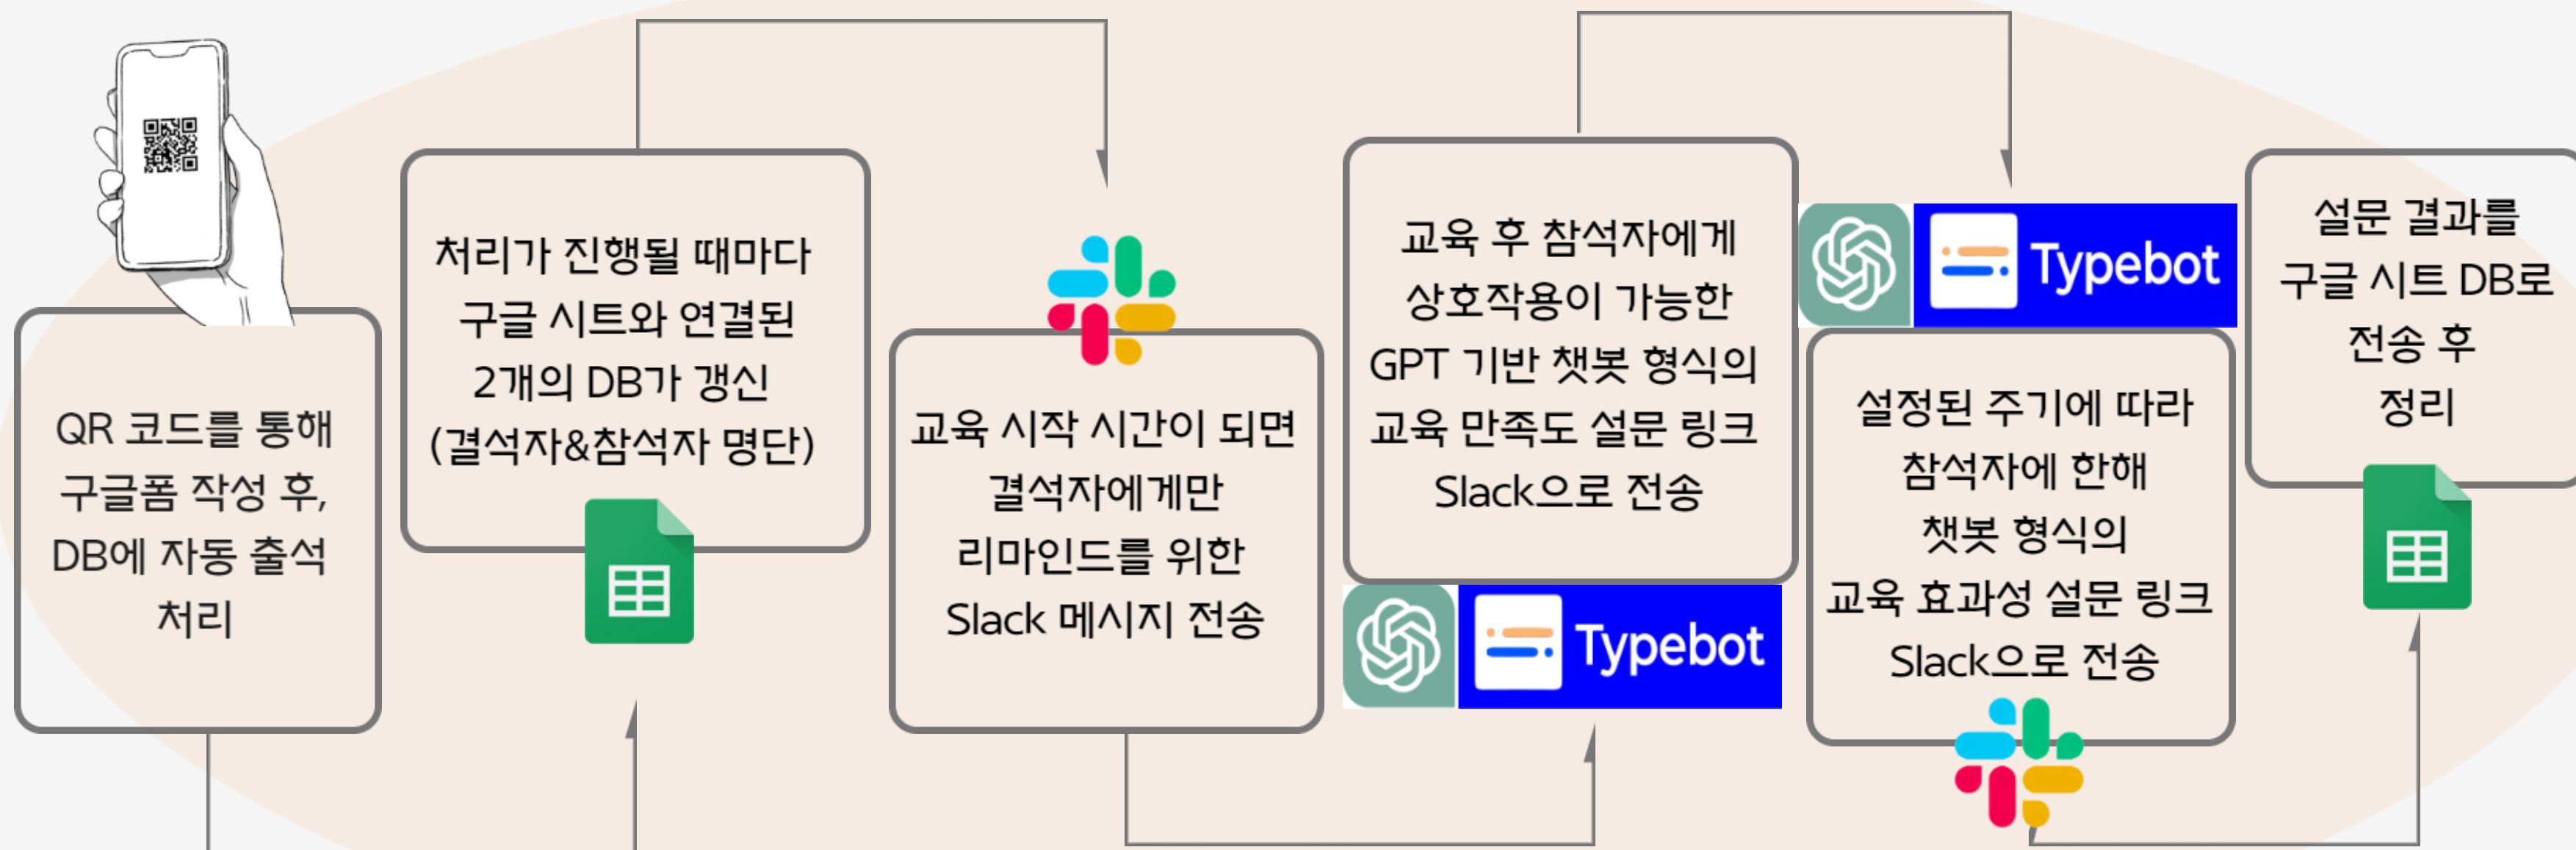 QR 코드를 통해
구글폼 작성 후,
DB에 자동 출석
처리
처리가 진행될 때마다
구글 시트와 연결된
2개의 DB가 갱신
(결석자&참석자 명단)
교육 시작 시간이 되면
결석자에게만
리마인드를 위한
Slack 메시지 전송
교육 후 참석자에게
상호작용이 가능한
GPT 기반 챗봇 형식의
교육 만족도 설문 링크
Slack으로 전송
Typebot
Typebot
설정된 주기에 따라
참석자에 한해
챗봇 형식의
교육 효과성 설문 링크
Slack으로 전송
설문 결과를
구글 시트 DB로
전송 후
정리